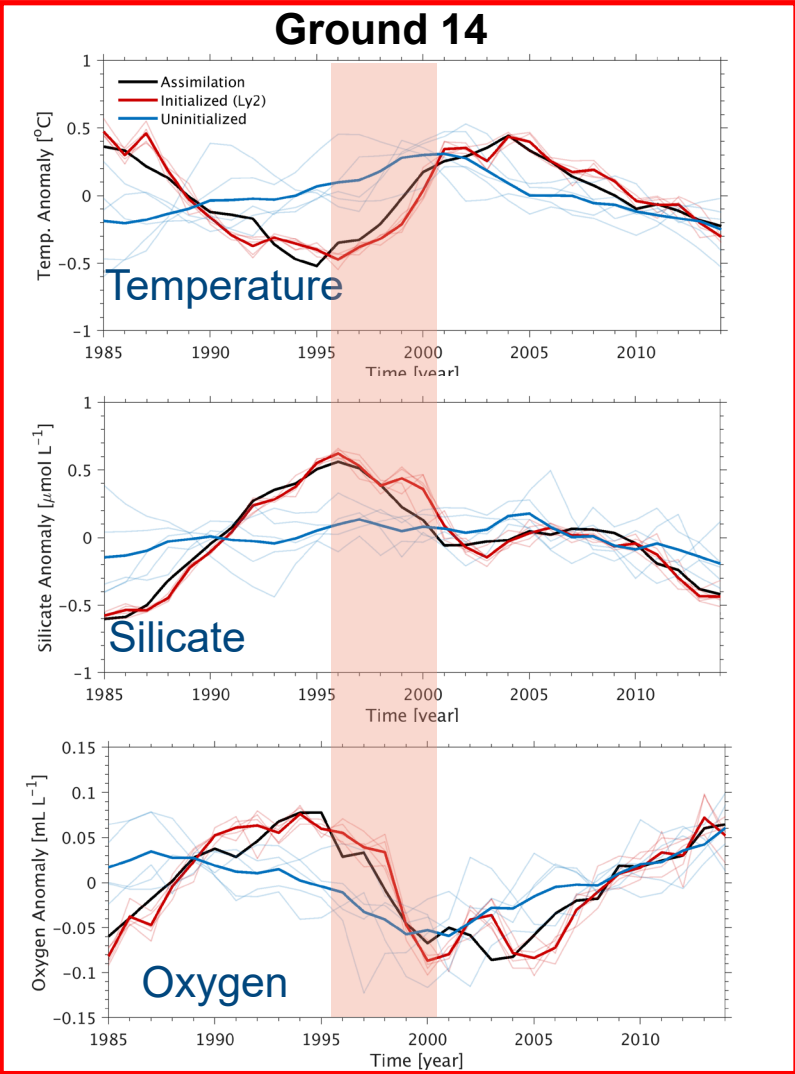 Ground 14
1
0.5
0
−0.5
−1
Temp. Anomaly [°C]
Assimilation
Initialized (Ly2)
Uninitialized
Temperature
1985 1990 1995 2000 2005 2010
Time [year]
1
0.5
0
−0.5
−1
Silicate Anomaly [μmol L⁻¹]
Silicate
1985 1990 1995 2000 2005 2010
Time [year]
0.15
0.1
0.05
0
−0.05
−0.1
−0.15
Oxygen Anomaly [mL L⁻¹]
Oxygen
1985 1990 1995 2000 2005 2010
Time [year]